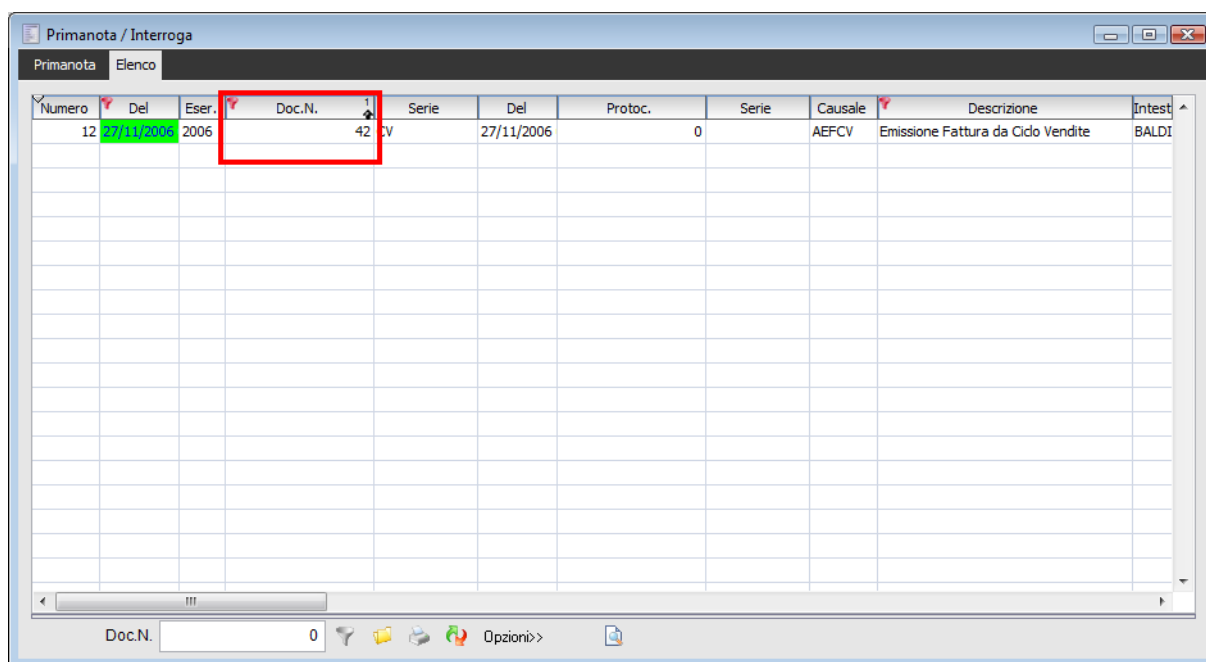 Primanota / Interroga
Primanota Elenco
Numero Del Eser. Doc.N. 1 Serie Del Protoc. Serie Causale Descrizione Intest
12 27/11/2006 2006 42 CV 27/11/2006 0 AEFCV Emissione Fattura da Ciclo Vendite BALDI
Doc.N. 0 Opzioni>>